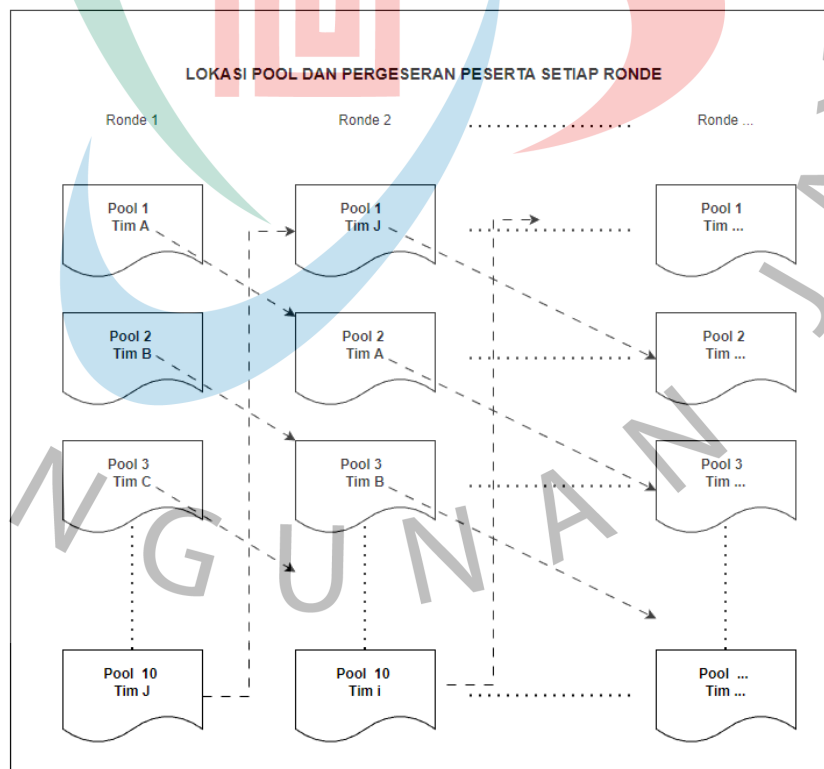 LOKASI POOL DAN PERGESERAN PESERTA SETIAP RONDE
Ronde 1
Ronde 2
Ronde ...
Pool 1
Tim A
Pool 1
Tim J
Pool 1
Tim ...
Pool 2
Tim B
Pool 2
Tim A
Pool 2
Tim ...
Pool 3
Tim C
Pool 3
Tim B
Pool 3
Tim ...
Pool 10
Tim J
Pool 10
Tim i
Pool ...
Tim ...
NGUNAN JA